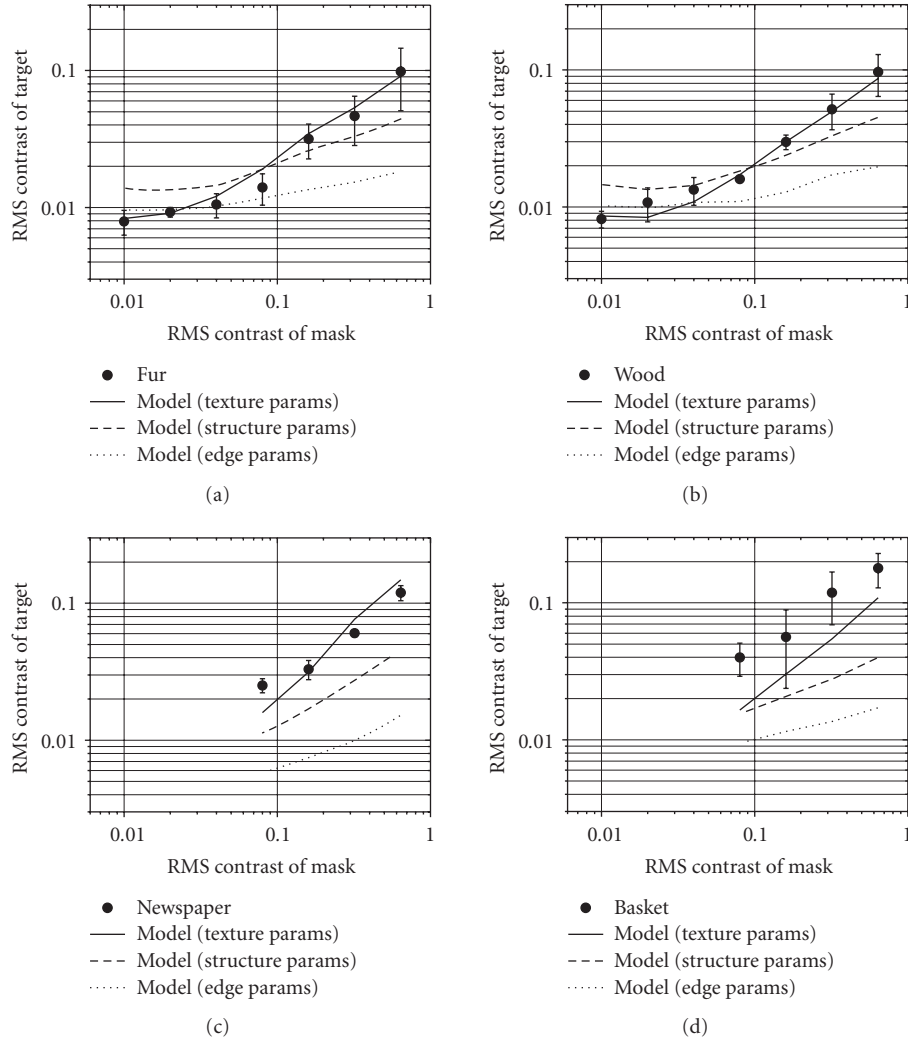 RMS contrast of target
0.1
0.01
0.01 0.1 1
RMS contrast of mask
Fur
Model (texture params)
Model (structure params)
Model (edge params)
(a)
RMS contrast of target
0.1
0.01
0.01 0.1 1
RMS contrast of mask
Wood
Model (texture params)
Model (structure params)
Model (edge params)
(b)
RMS contrast of target
0.1
0.01
0.01 0.1 1
RMS contrast of mask
Newspaper
Model (texture params)
Model (structure params)
Model (edge params)
(c)
RMS contrast of target
0.1
0.01
0.01 0.1 1
RMS contrast of mask
Basket
Model (texture params)
Model (structure params)
Model (edge params)
(d)